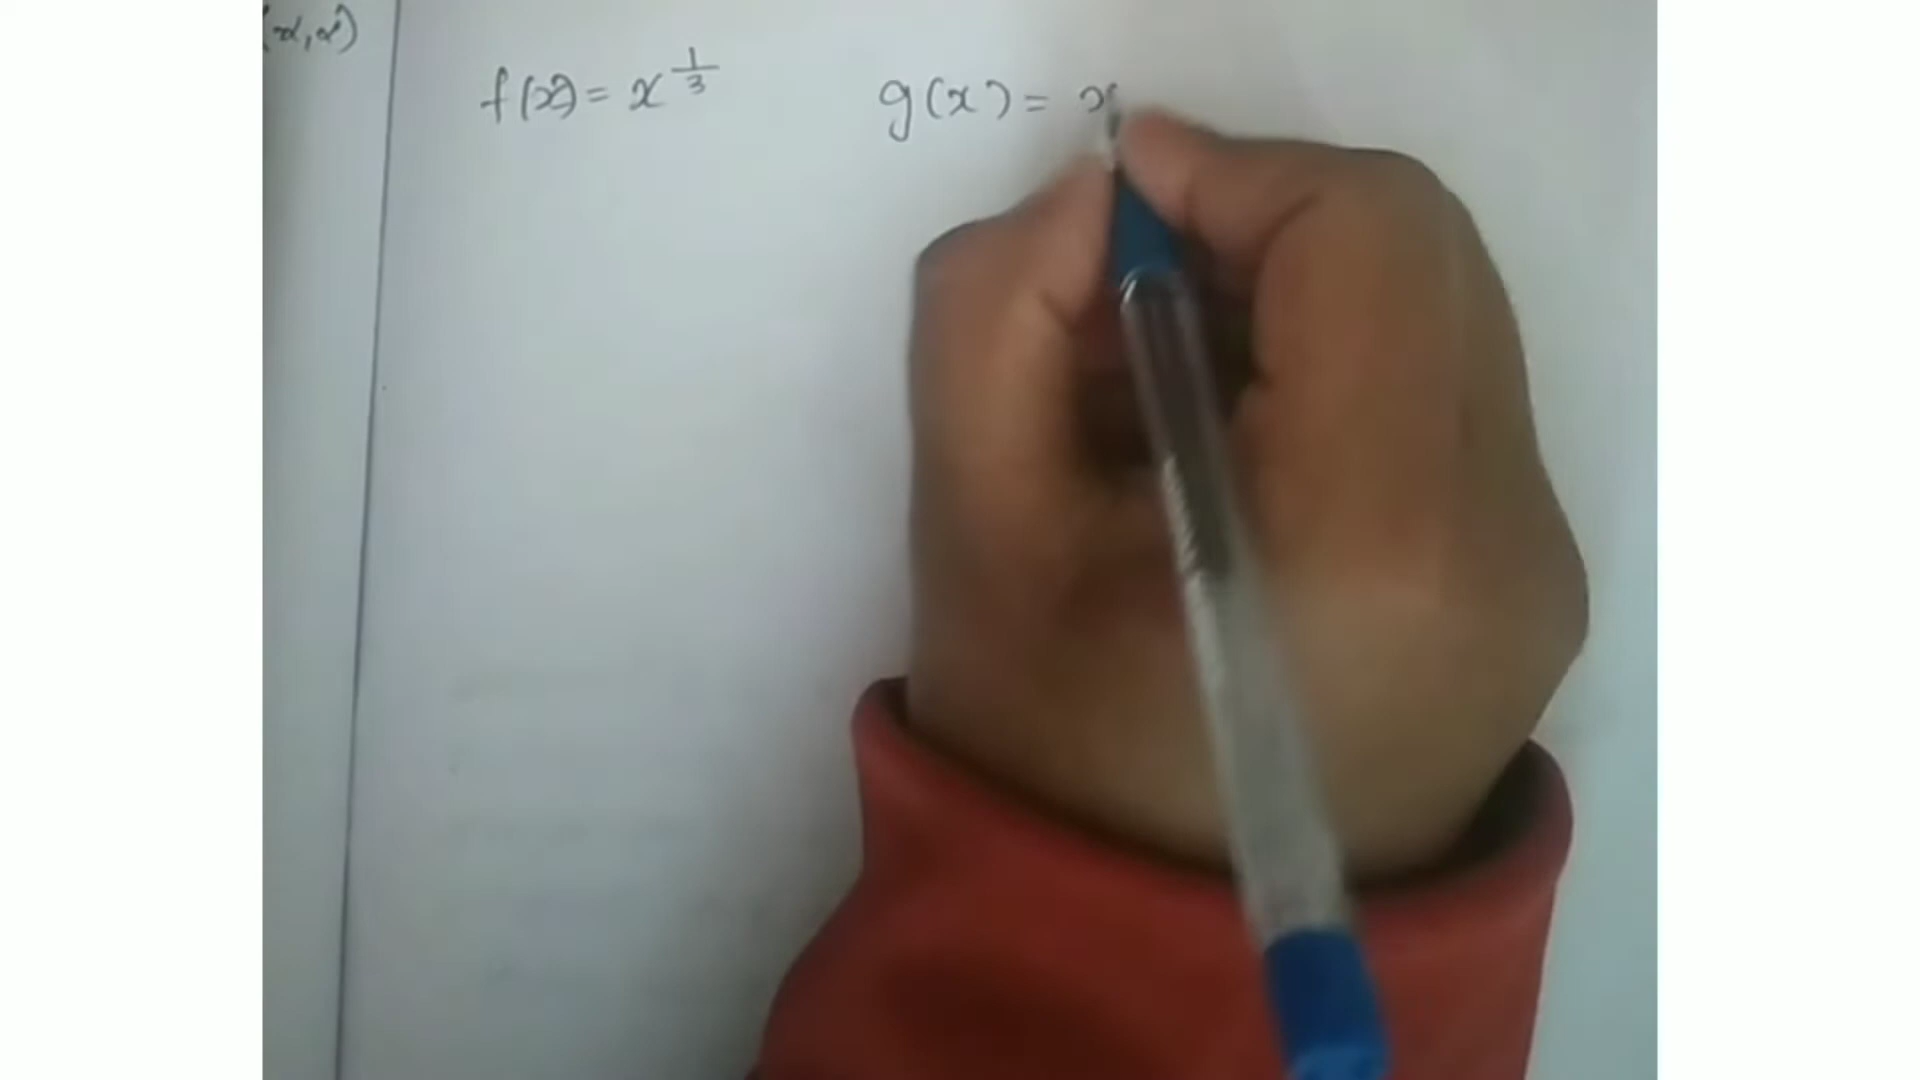 (x,x)
f(x) = x^{1/3} g(x) = x